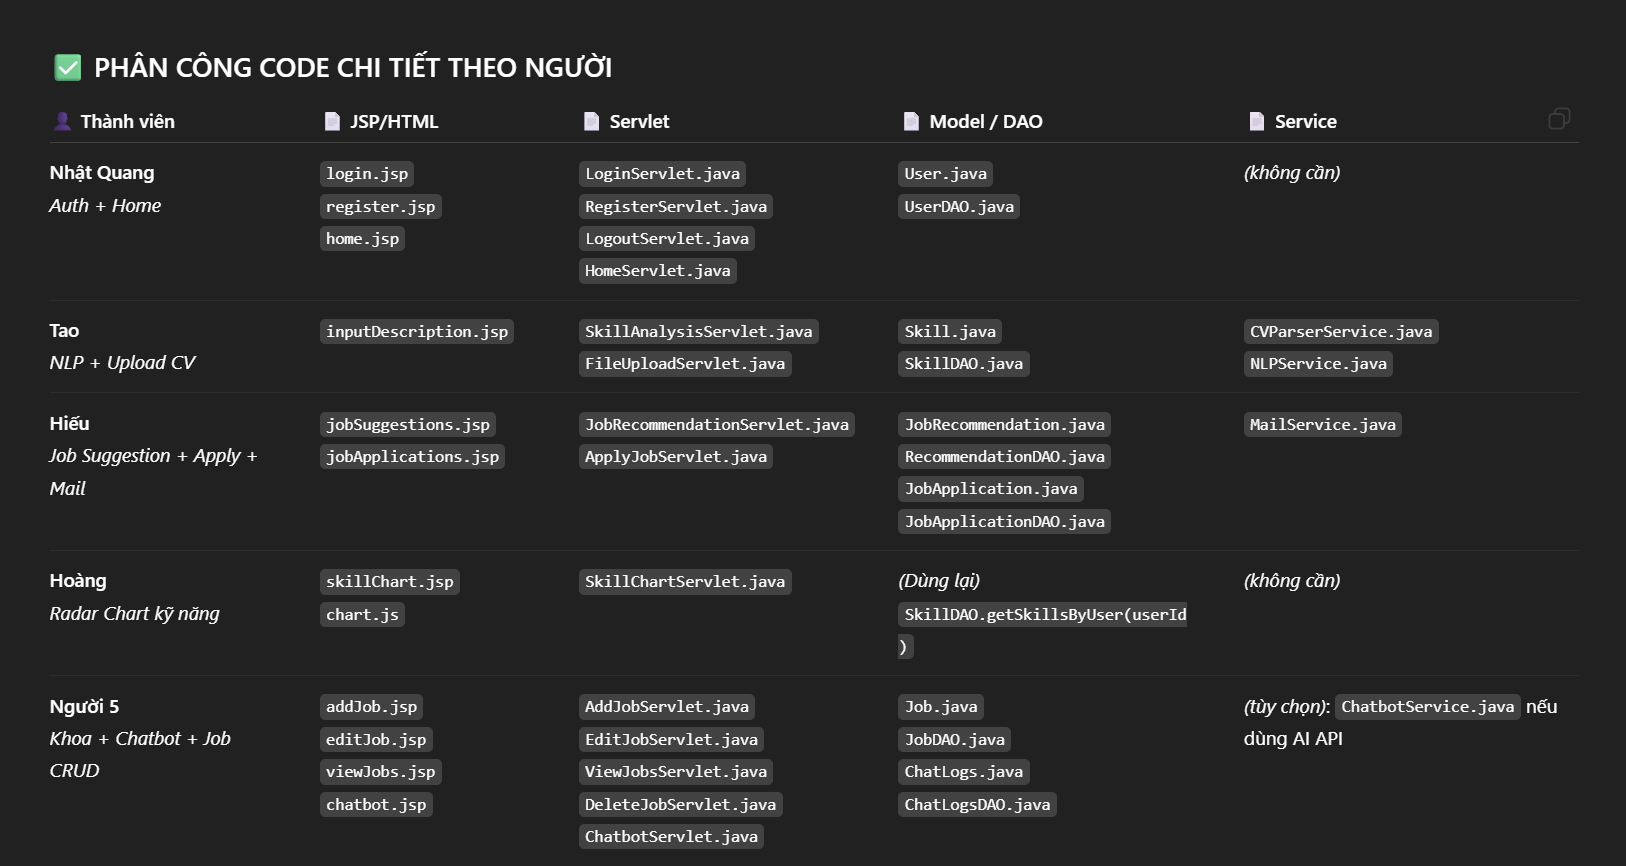 ✅ PHÂN CÔNG CODE CHI TIẾT THEO NGƯỜI
👤 Thành viên
📄 JSP/HTML
📄 Servlet
📄 Model / DAO
📄 Service
Nhật Quang
Auth + Home
login.jsp
register.jsp
home.jsp
LoginServlet.java
RegisterServlet.java
LogoutServlet.java
HomeServlet.java
User.java
UserDAO.java
(không cần)
Tao
NLP + Upload CV
inputDescription.jsp
SkillAnalysisServlet.java
FileUploadServlet.java
Skill.java
SkillDAO.java
CVParserService.java
NLPService.java
Hiếu
Job Suggestion + Apply +
Mail
jobSuggestions.jsp
jobApplications.jsp
JobRecommendationServlet.java
ApplyJobServlet.java
JobRecommendation.java
RecommendationDAO.java
JobApplication.java
JobApplicationDAO.java
MailService.java
Hoàng
Radar Chart kỹ năng
skillChart.jsp
chart.js
SkillChartServlet.java
(Dùng lại)
SkillDAO.getSkillsByUser(userId
)
(không cần)
Người 5
Khoa + Chatbot + Job
CRUD
addJob.jsp
editJob.jsp
viewJobs.jsp
chatbot.jsp
AddJobServlet.java
EditJobServlet.java
ViewJobsServlet.java
DeleteJobServlet.java
ChatbotServlet.java
Job.java
JobDAO.java
ChatLogs.java
ChatLogsDAO.java
(tùy chọn): ChatbotService.java nếu
dùng AI API